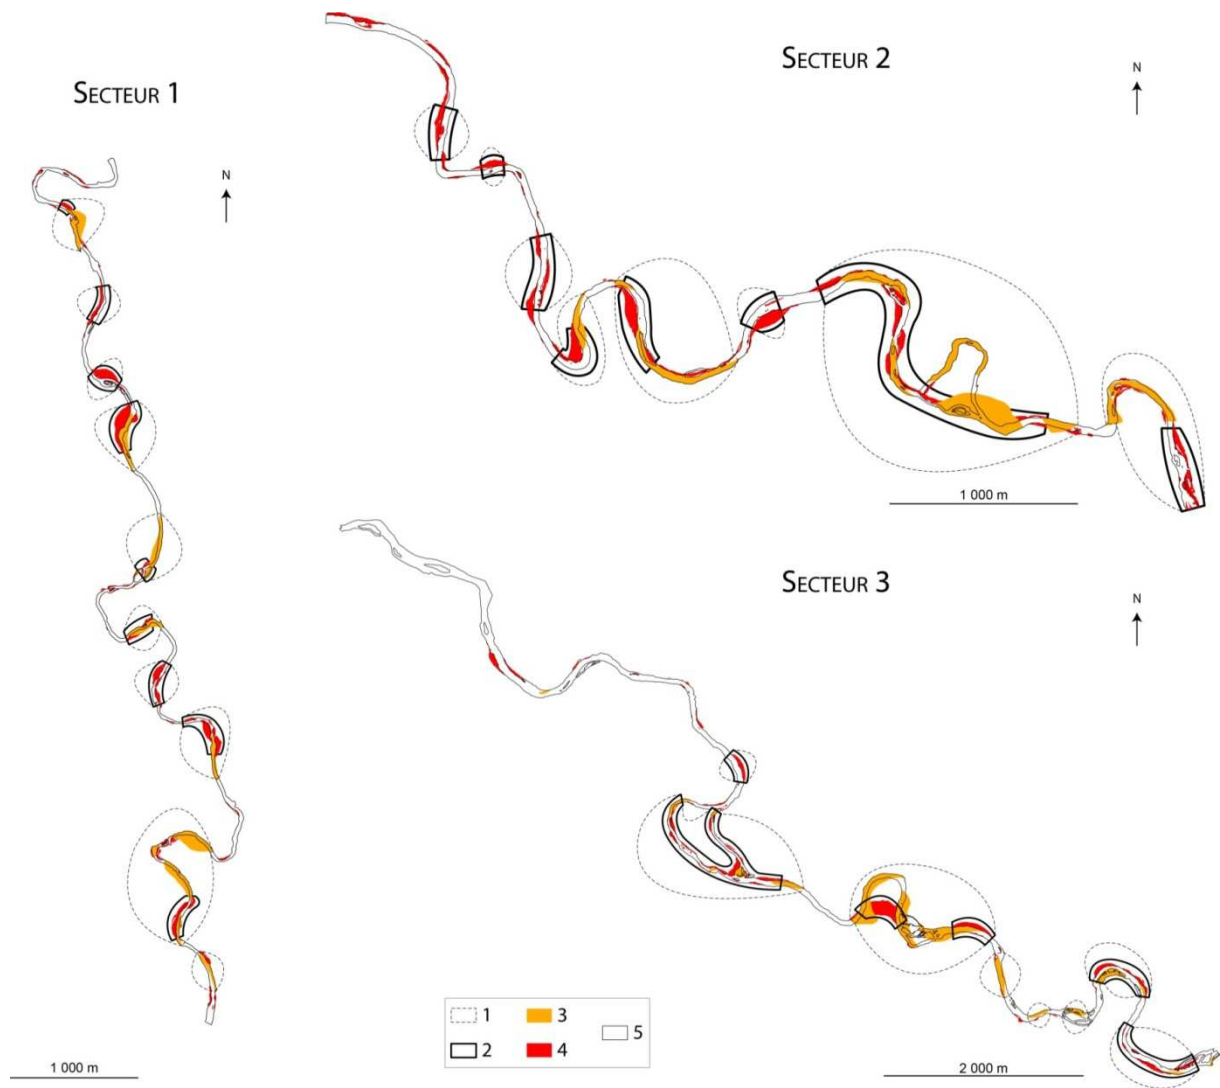 SECTEUR 1
N
1 000 m
SECTEUR 2
N
1 000 m
SECTEUR 3
N
2 000 m
1 3 5
2 4